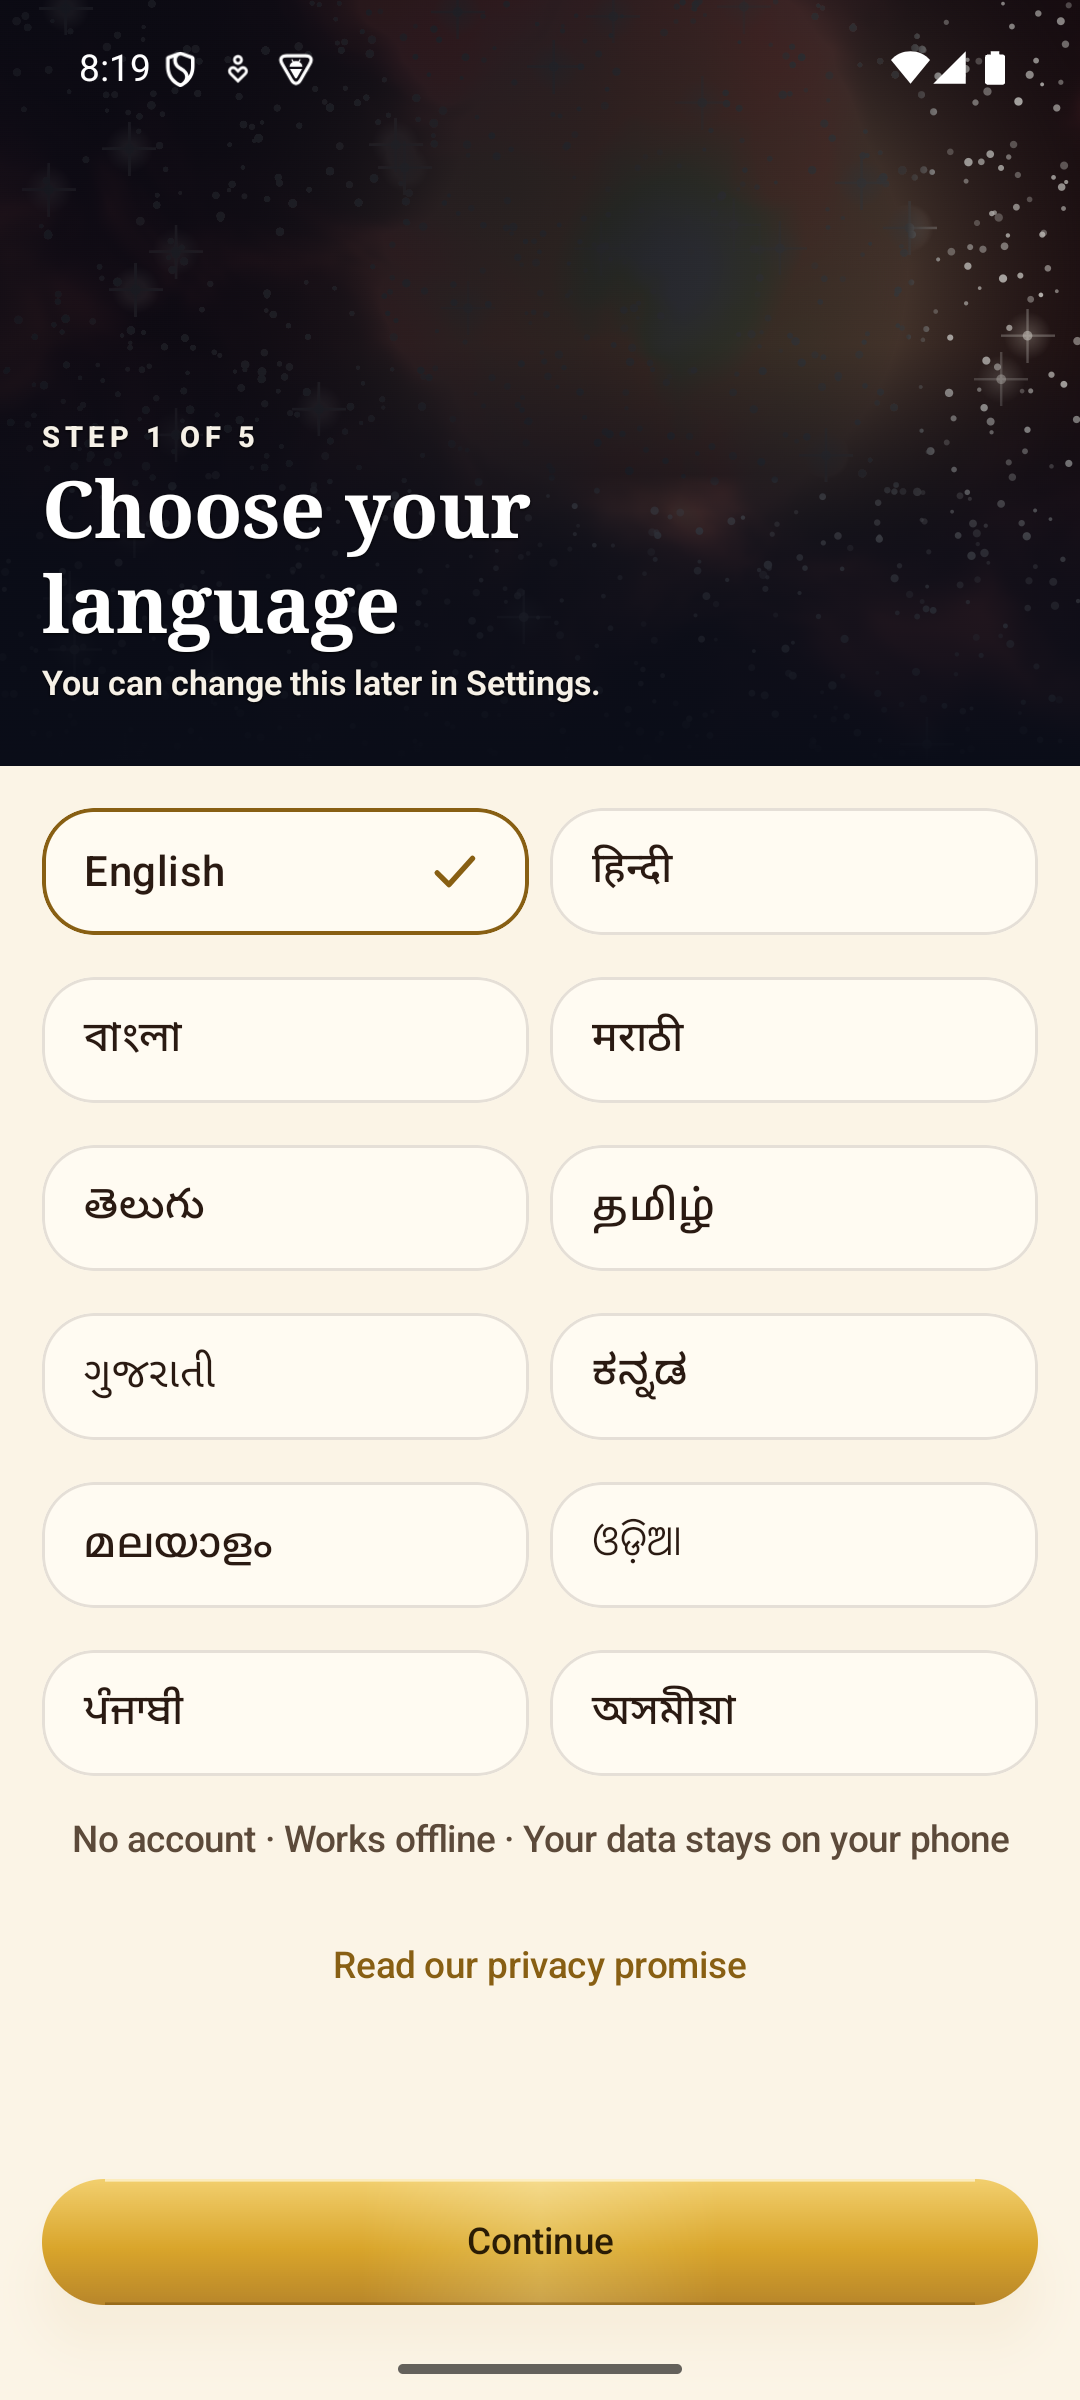 8:19
STEP 1 OF 5
Choose your
language
You can change this later in Settings.
English
हिन्दी
বাংলা
मराठी
తెలుగు
தமிழ்
ગુજરાતી
ಕನ್ನಡ
മലയാളം
ଓଡ଼ିଆ
ਪੰਜਾਬੀ
অসমীয়া
No account · Works offline · Your data stays on your phone
Read our privacy promise
Continue